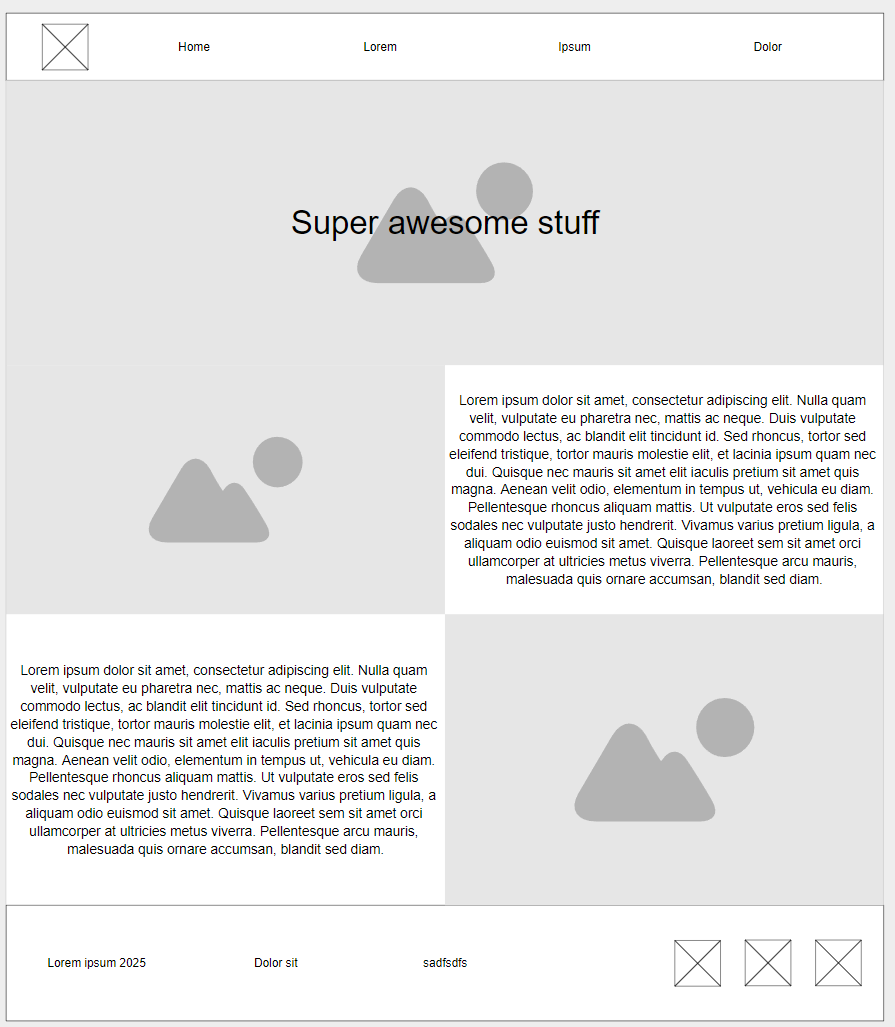 Home
Lorem
Ipsum
Dolor
Super awesome stuff
Lorem ipsum dolor sit amet, consectetur adipiscing elit. Nulla quam
velit, vulputate eu pharetra nec, mattis ac neque. Duis vulputate
commodo lectus, ac blandit elit tincidunt id. Sed rhoncus, tortor sed
eleifend tristique, tortor mauris molestie elit, et lacinia ipsum quam nec
dui. Quisque nec mauris sit amet elit iaculis pretium sit amet quis
magna. Aenean velit odio, elementum in tempus ut, vehicula eu diam.
Pellentesque rhoncus aliquam mattis. Ut vulputate eros sed felis
sodales nec vulputate justo hendrerit. Vivamus varius pretium ligula, a
aliquam odio euismod sit amet. Quisque laoreet sem sit amet orci
ullamcorper at ultricies metus viverra. Pellentesque arcu mauris,
malesuada quis ornare accumsan, blandit sed diam.
Lorem ipsum dolor sit amet, consectetur adipiscing elit. Nulla quam
velit, vulputate eu pharetra nec, mattis ac neque. Duis vulputate
commodo lectus, ac blandit elit tincidunt id. Sed rhoncus, tortor sed
eleifend tristique, tortor mauris molestie elit, et lacinia ipsum quam nec
dui. Quisque nec mauris sit amet elit iaculis pretium sit amet quis
magna. Aenean velit odio, elementum in tempus ut, vehicula eu diam.
Pellentesque rhoncus aliquam mattis. Ut vulputate eros sed felis
sodales nec vulputate justo hendrerit. Vivamus varius pretium ligula, a
aliquam odio euismod sit amet. Quisque laoreet sem sit amet orci
ullamcorper at ultricies metus viverra. Pellentesque arcu mauris,
malesuada quis ornare accumsan, blandit sed diam.
Lorem ipsum 2025
Dolor sit
sadfsdfs